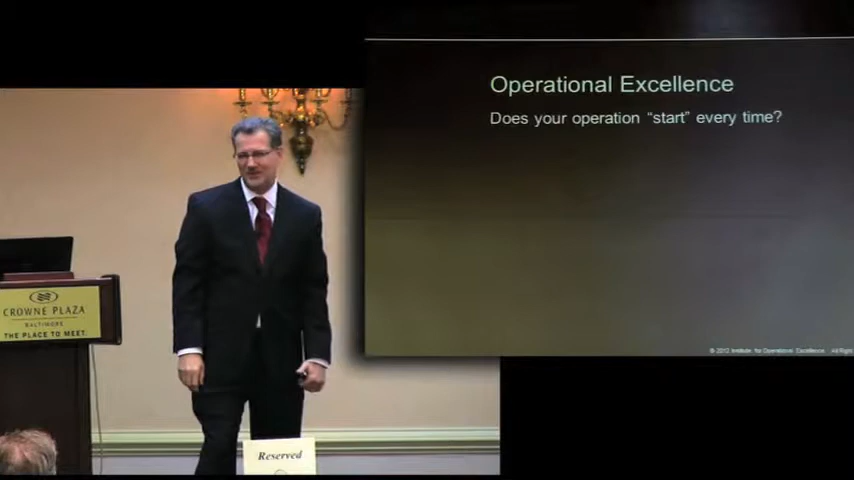 Operational Excellence
Does your operation “start” every time?
CROWNE PLAZA
BALTIMORE
THE PLACE TO MEET.
© 2012 Institute for Operational Excellence All Right
Reserved